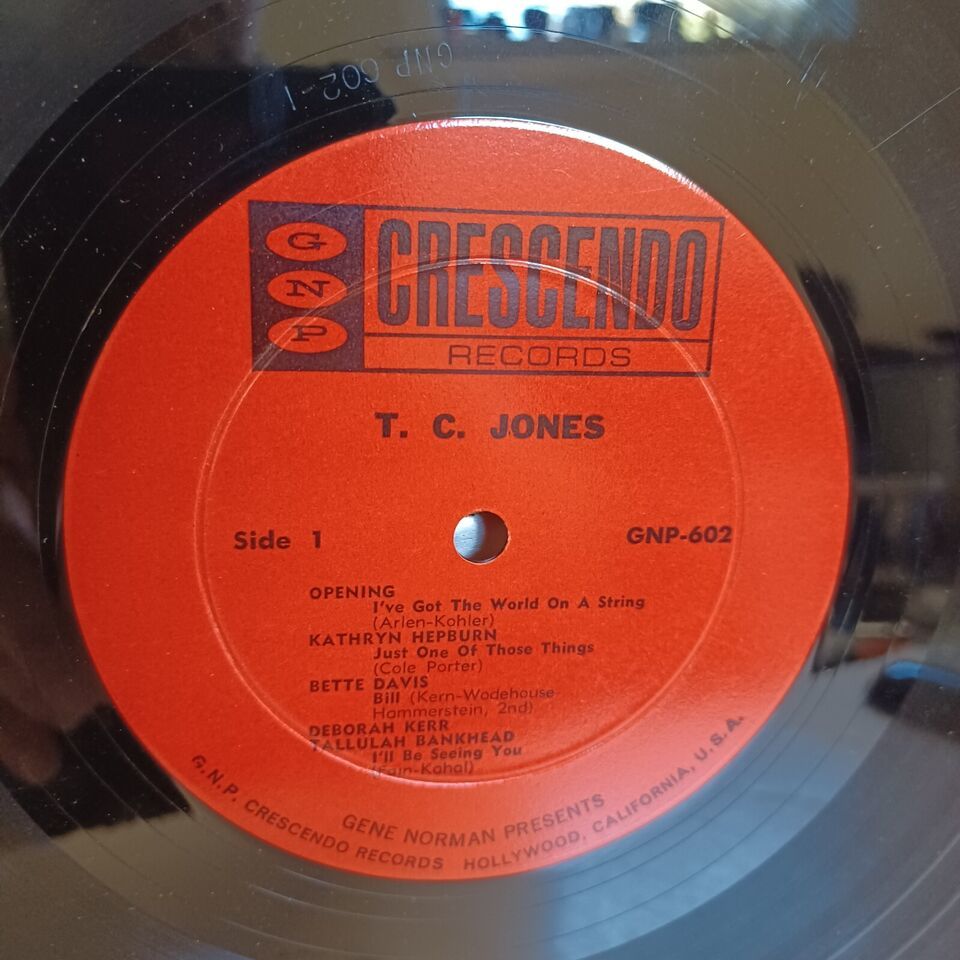 GNP 602-1
G
N
P
CRESCENDO
RECORDS
T. C. JONES
Side 1
GNP-602
OPENING
I've Got The World On A String
(Arlen-Kohler)
KATHRYN HEPBURN
Just One Of Those Things
(Cole Porter)
BETTE DAVIS
Bill (Kern-Wodehouse-
Hammerstein, 2nd)
DEBORAH KERR
TALLULAH BANKHEAD
I'll Be Seeing You
(Fain-Kahal)
GENE NORMAN PRESENTS
G.N.P. CRESCENDO RECORDS HOLLYWOOD, CALIFORNIA, U.S.A.